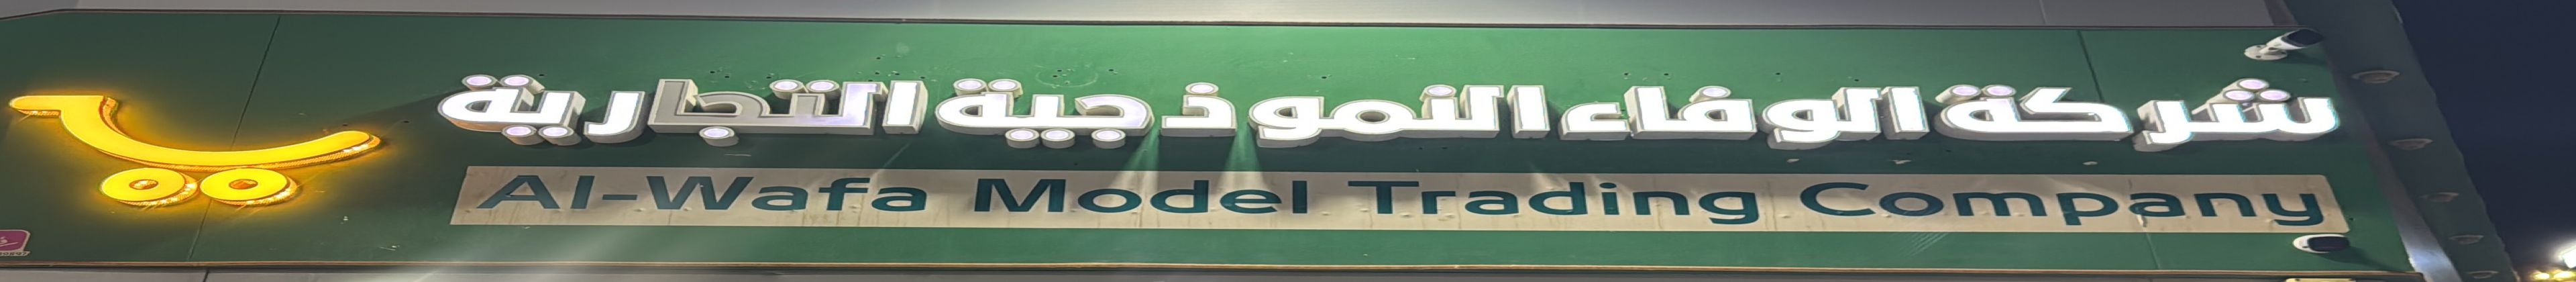 شركة الوفاء النموذجية التجارية
Al-Wafa Model Trading Company